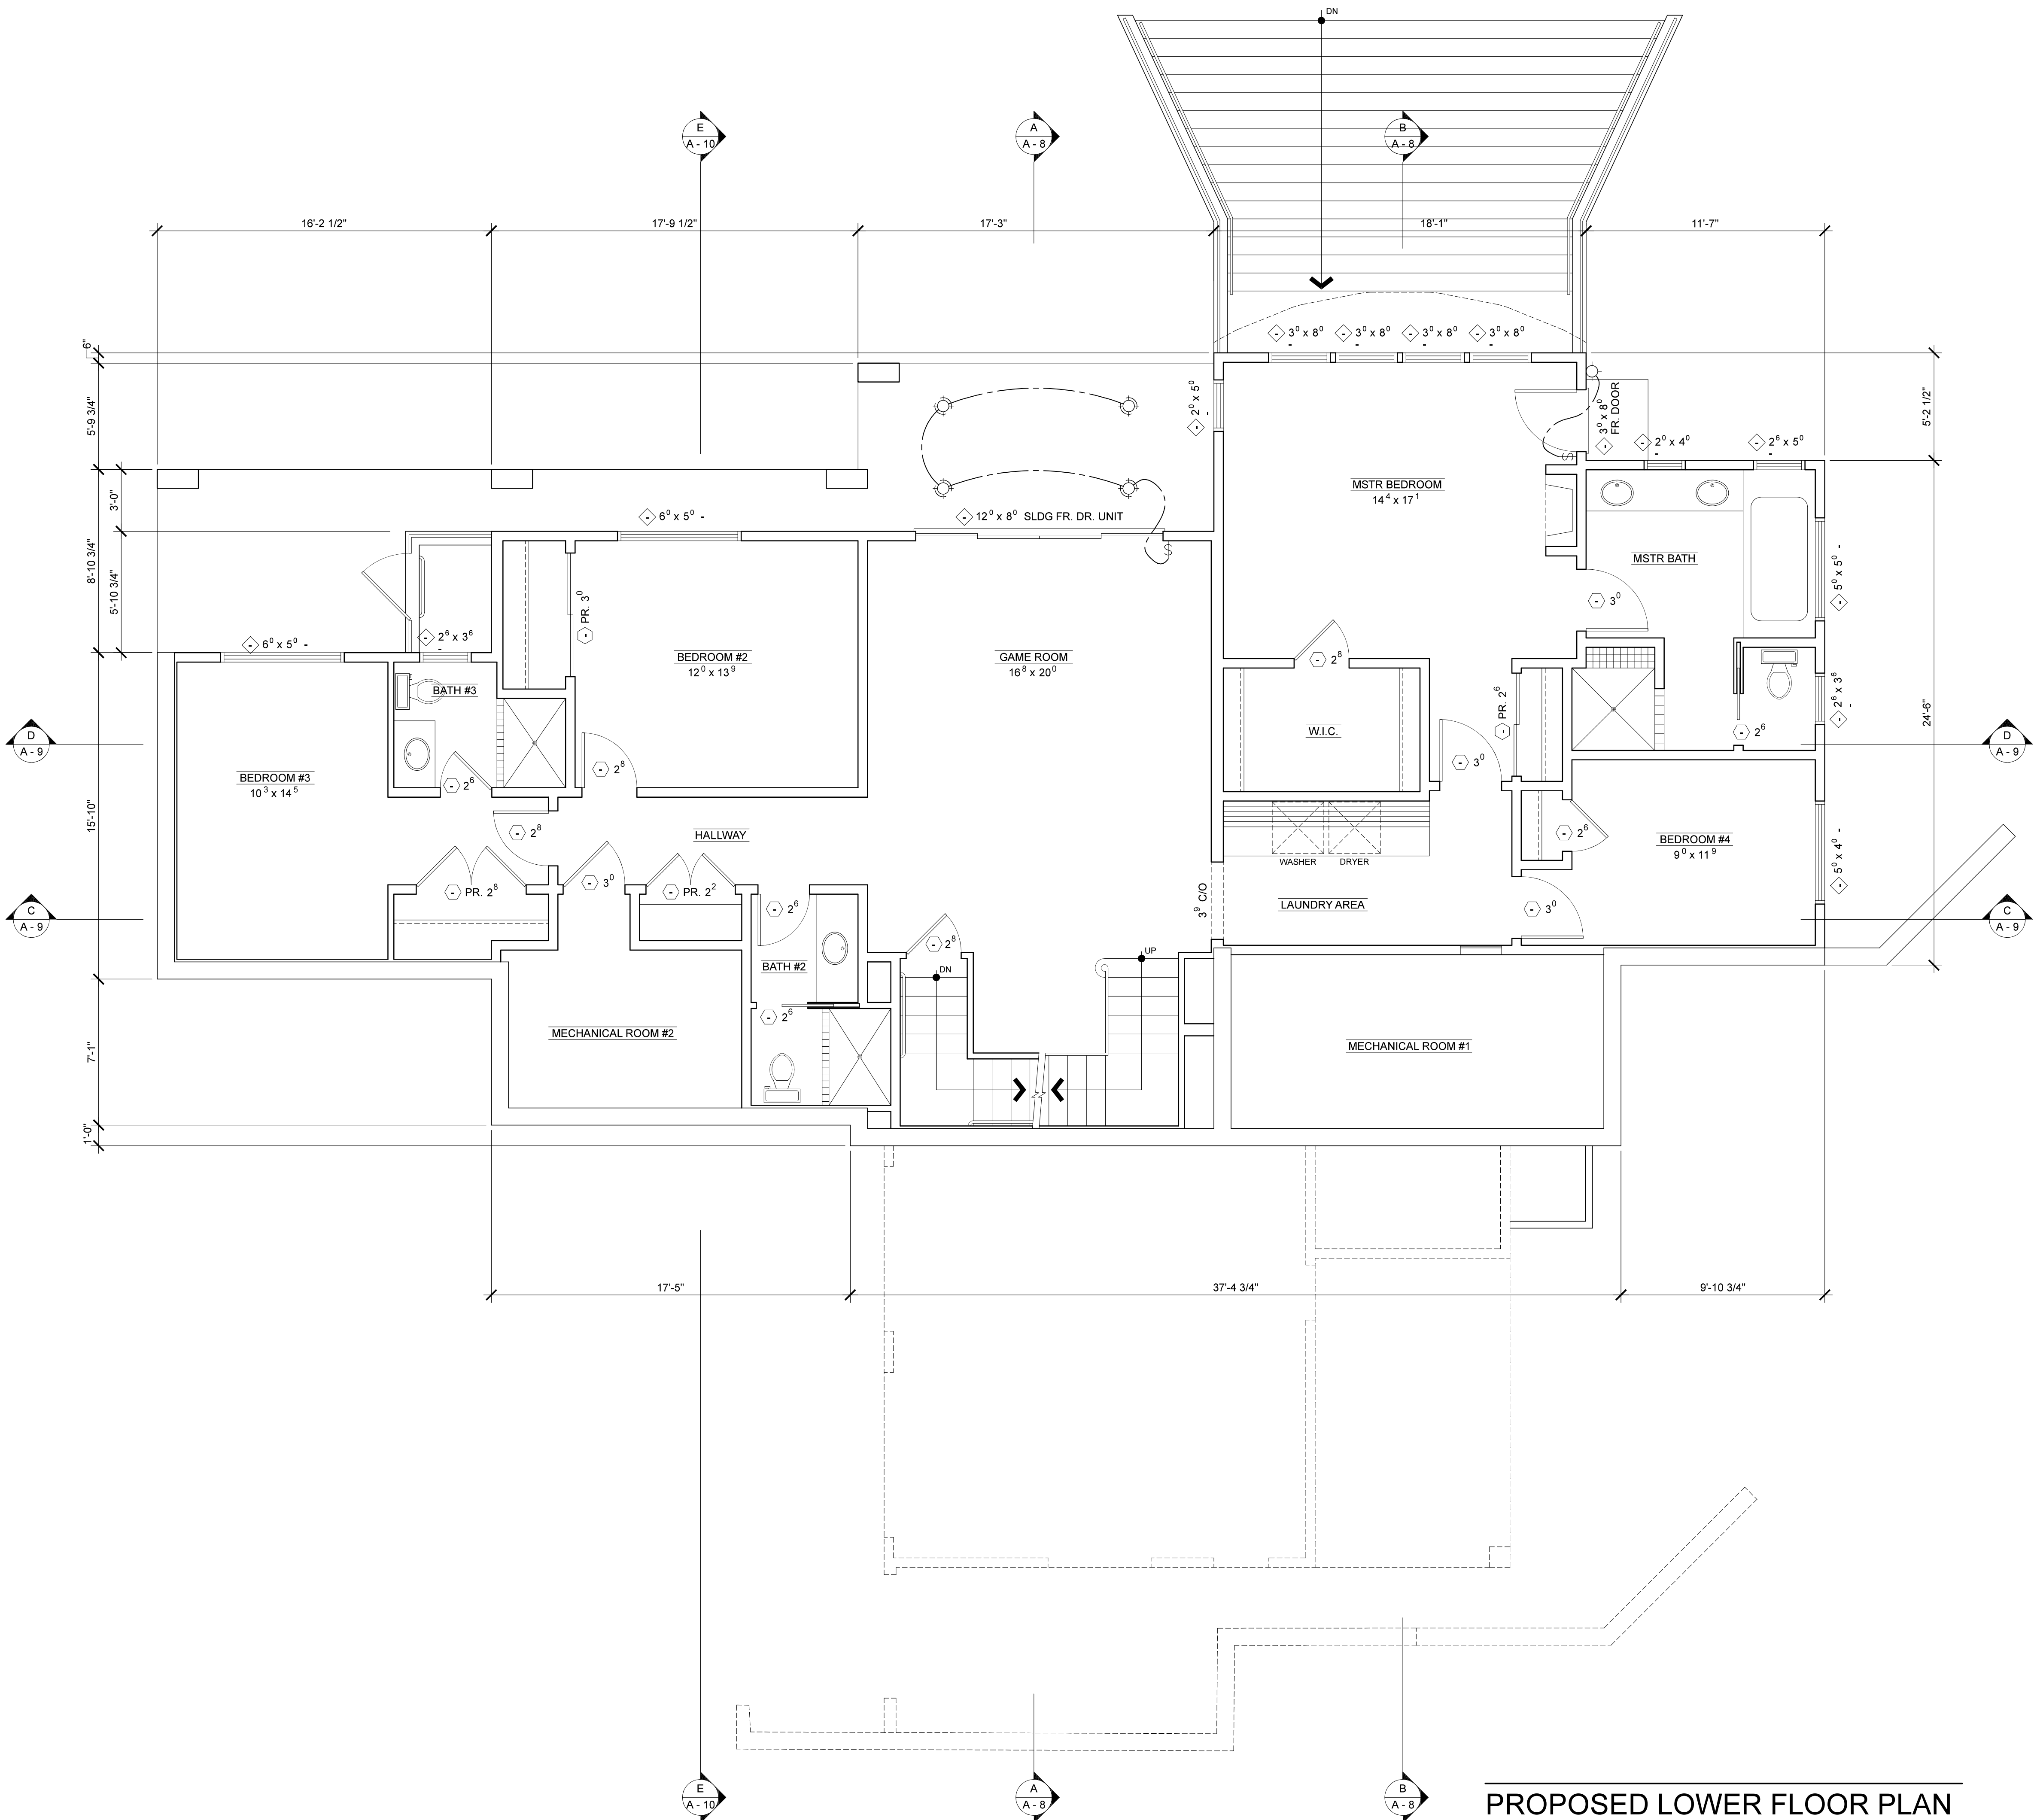 DN
E
A - 10
A
A - 8
B
A - 8
16'-2 1/2"
17'-9 1/2"
17'-3"
18'-1"
11'-7"
- 3⁰ x 8⁰
-
- 3⁰ x 8⁰
-
- 3⁰ x 8⁰
-
- 3⁰ x 8⁰
-
6"
5'-9 3/4"
8'-10 3/4"
3'-0"
5'-10 3/4"
15'-10"
7'-1"
1'-0"
- 2⁰ x 5⁰
-
- 3⁰ x 8⁰
FR. DOOR
S
5'-2 1/2"
24'-6"
- 2⁰ x 4⁰
-
- 2⁶ x 5⁰
-
MSTR BEDROOM
14⁴ x 17¹
- 6⁰ x 5⁰ -
- 12⁰ x 8⁰ SLDG FR. DR. UNIT
S
MSTR BATH
- 5⁰ x 5⁰ -
- 3⁰
- PR. 3⁰
- 6⁰ x 5⁰ -
- 2⁶ x 3⁶
-
BEDROOM #2
12⁰ x 13⁹
GAME ROOM
16⁸ x 20⁰
- 2⁸
BATH #3
- PR. 2⁶
- 2⁶ x 3⁶
-
W.I.C.
- 2⁶
D
A - 9
D
A - 9
BEDROOM #3
10³ x 14⁵
- 2⁶
- 2⁸
- 3⁰
- 2⁸
HALLWAY
- 2⁶
BEDROOM #4
9⁰ x 11⁹
- 5⁰ x 4⁰ -
WASHER
DRYER
- PR. 2⁸
- 3⁰
- PR. 2²
- 2⁶
3⁹ C/O
LAUNDRY AREA
- 3⁰
C
A - 9
C
A - 9
- 2⁸
UP
DN
BATH #2
- 2⁶
MECHANICAL ROOM #2
MECHANICAL ROOM #1
17'-5"
37'-4 3/4"
9'-10 3/4"
E
A - 10
A
A - 8
B
A - 8
PROPOSED LOWER FLOOR PLAN